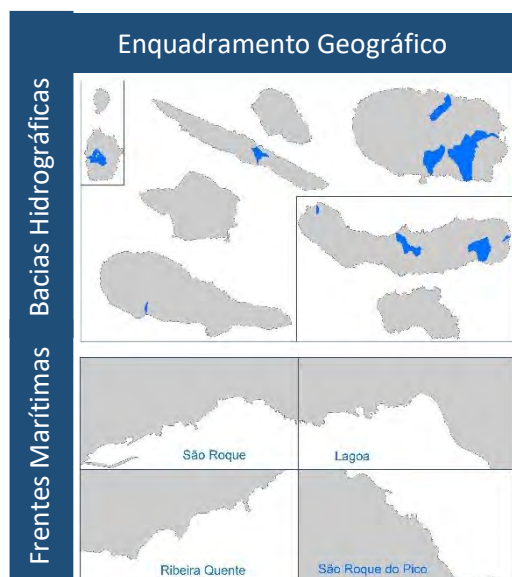 Enquadramento Geográfico
Bacias Hidrográficas
Frentes Marítimas
São Roque
Lagoa
Ribeira Quente
São Roque do Pico